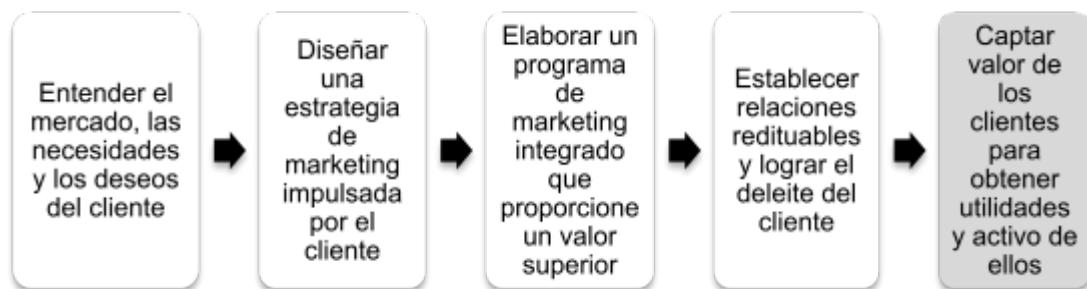 Entender el
mercado, las
necesidades
y los deseos
del cliente
Diseñar
una
estrategia
de
marketing
impulsada
por el
cliente
Elaborar un
programa
de
marketing
integrado
que
proporcione
un valor
superior
Establecer
relaciones
redituables
y lograr el
deleite del
cliente
Captar
valor de
los
clientes
para
obtener
utilidades
y activo de
ellos